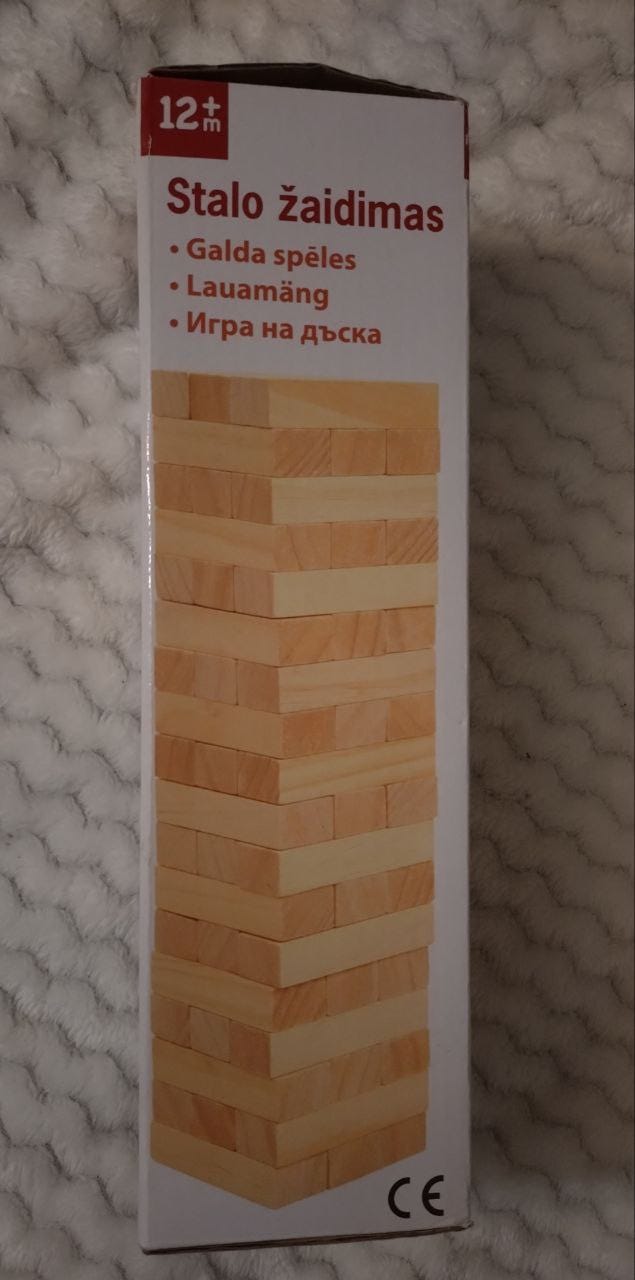 12+
m
Stalo žaidimas
• Galda spēles
• Lauamäng
• Игра на дъска
CE